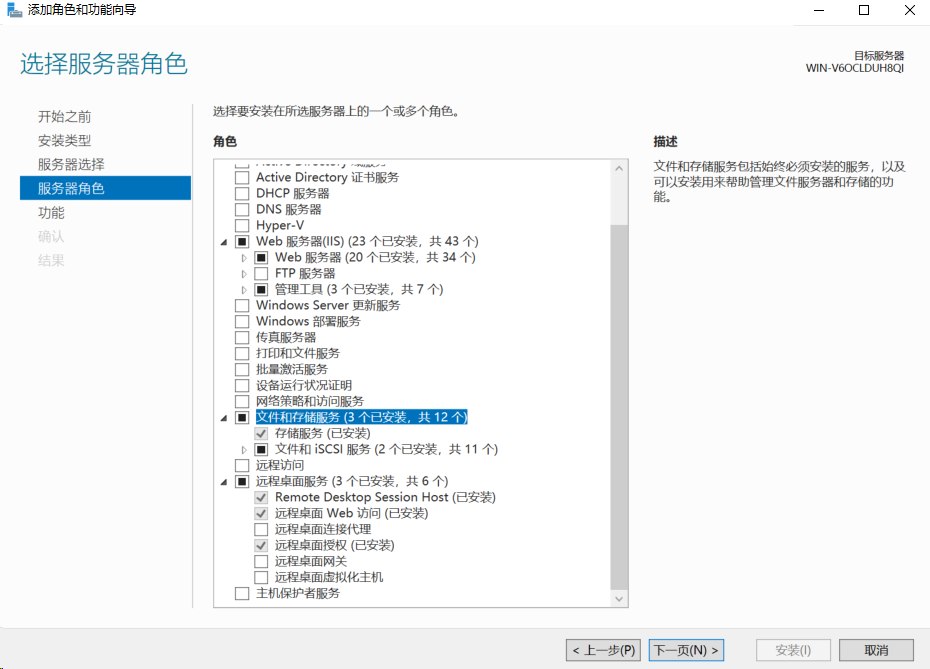 添加角色和功能向导
选择服务器角色
目标服务器
WIN-V6OCLDUH8QI
开始之前
安装类型
服务器选择
服务器角色
功能
确认
结果
选择要安装在所选服务器上的一个或多个角色。
角色
Active Directory 证书服务
DHCP 服务器
DNS 服务器
Hyper-V
Web 服务器(IIS) (23 个已安装，共 43 个)
Web 服务器 (20 个已安装，共 34 个)
FTP 服务器
管理工具 (3 个已安装，共 7 个)
Windows Server 更新服务
Windows 部署服务
传真服务器
打印和文件服务
批量激活服务
设备运行状况证明
网络策略和访问服务
文件和存储服务 (3 个已安装，共 12 个)
存储服务 (已安装)
文件和 iSCSI 服务 (2 个已安装，共 11 个)
远程访问
远程桌面服务 (3 个已安装，共 6 个)
Remote Desktop Session Host (已安装)
远程桌面 Web 访问 (已安装)
远程桌面连接代理
远程桌面授权 (已安装)
远程桌面网关
远程桌面虚拟化主机
主机保护者服务
描述
文件和存储服务包括始终必须安装的服务，以及
可以安装用来帮助管理文件服务器和存储的功
能。
< 上一步(P)
下一页(N) >
安装(I)
取消